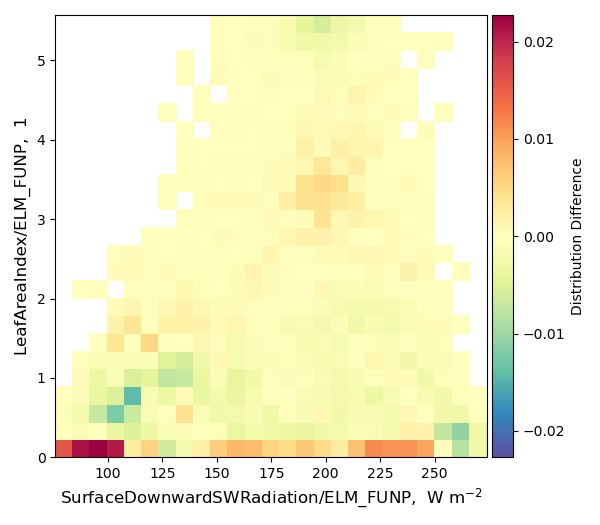 5
4
3
2
1
0
LeafAreaIndex/ELM_FUNP,  1
100 125 150 175 200 225 250
SurfaceDownwardSWRadiation/ELM_FUNP,  W m⁻²
0.02
0.01
0.00
−0.01
−0.02
Distribution Difference